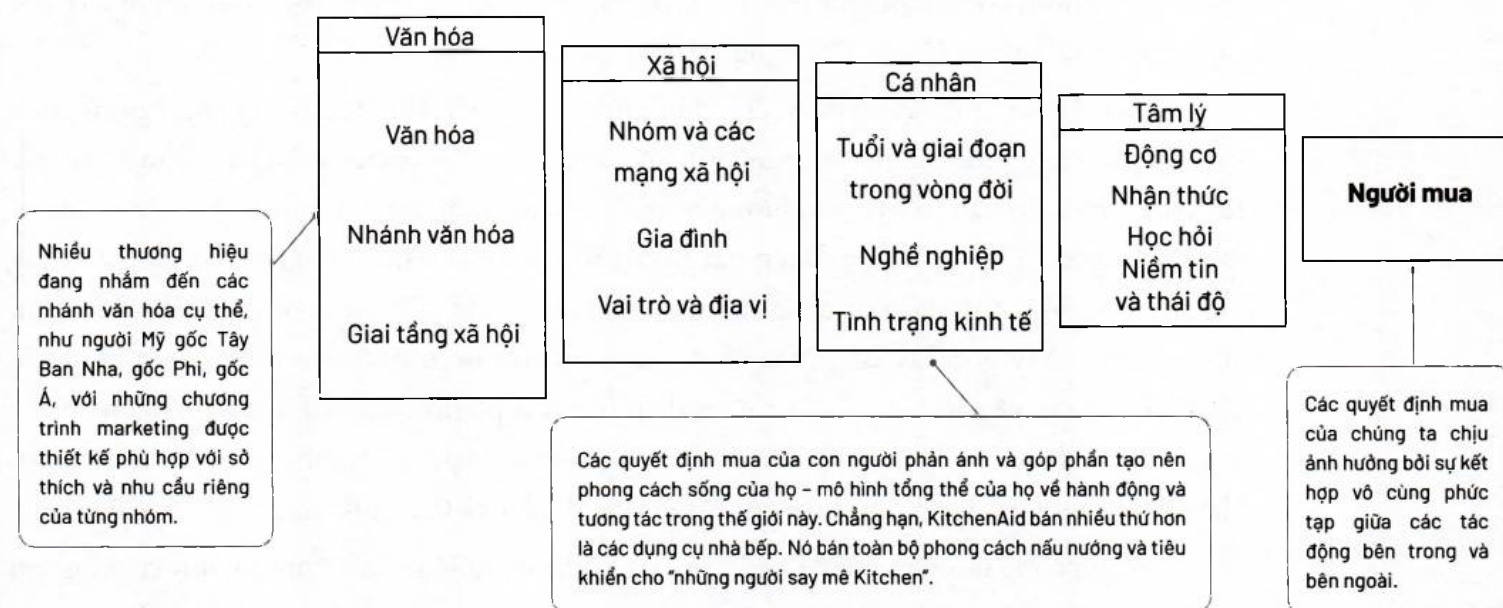 Văn hóa
Văn hóa
Nhánh văn hóa
Giai tầng xã hội
Xã hội
Nhóm và các
mạng xã hội
Gia đình
Vai trò và địa vị
Cá nhân
Tuổi và giai đoạn
trong vòng đời
Nghề nghiệp
Tình trạng kinh tế
Tâm lý
Động cơ
Nhận thức
Học hỏi
Niềm tin
và thái độ
Người mua
Nhiều thương hiệu
đang nhắm đến các
nhánh văn hóa cụ thể,
như người Mỹ gốc Tây
Ban Nha, gốc Phi, gốc
Á, với những chương
trình marketing được
thiết kế phù hợp với sở
thích và nhu cầu riêng
của từng nhóm.
Các quyết định mua của con người phản ánh và góp phần tạo nên
phong cách sống của họ – mô hình tổng thể của họ về hành động và
tương tác trong thế giới này. Chẳng hạn, KitchenAid bán nhiều thứ hơn
là các dụng cụ nhà bếp. Nó bán toàn bộ phong cách nấu nướng và tiêu
khiển cho "những người say mê Kitchen".
Các quyết định mua
của chúng ta chịu
ảnh hưởng bởi sự kết
hợp vô cùng phức
tạp giữa các tác
động bên trong và
bên ngoài.